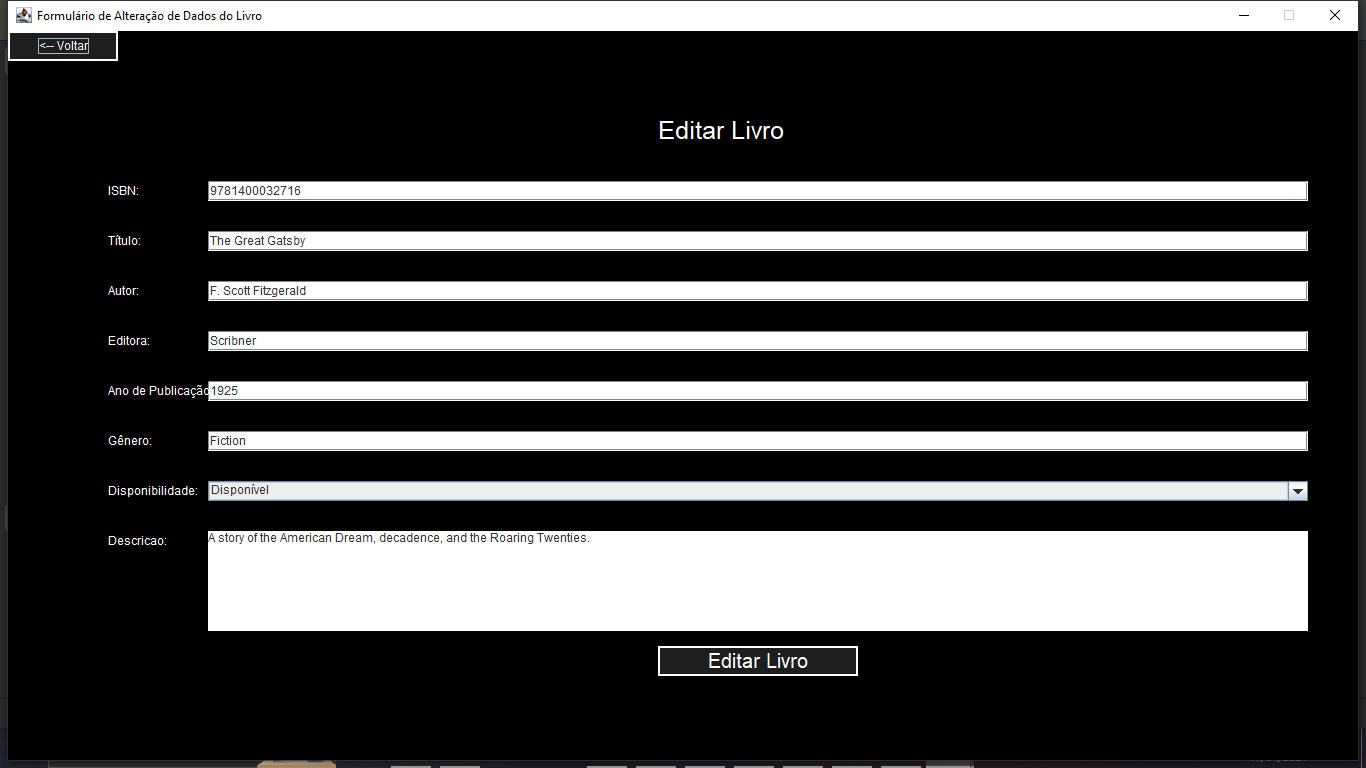 Formulário de Alteração de Dados do Livro
<-- Voltar
Editar Livro
ISBN: 9781400032716
Título: The Great Gatsby
Autor: F. Scott Fitzgerald
Editora: Scribner
Ano de Publicação 1925
Gênero: Fiction
Disponibilidade: Disponível
Descricao: A story of the American Dream, decadence, and the Roaring Twenties.
Editar Livro